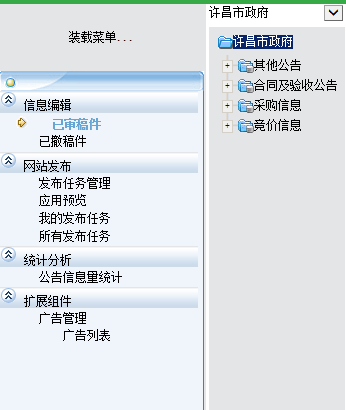 装载菜单...
信息编辑
已审稿件
已撤稿件
网站发布
发布任务管理
应用预览
我的发布任务
所有发布任务
统计分析
公告信息量统计
扩展组件
广告管理
广告列表
许昌市政府
许昌市政府
其他公告
合同及验收公告
采购信息
竞价信息